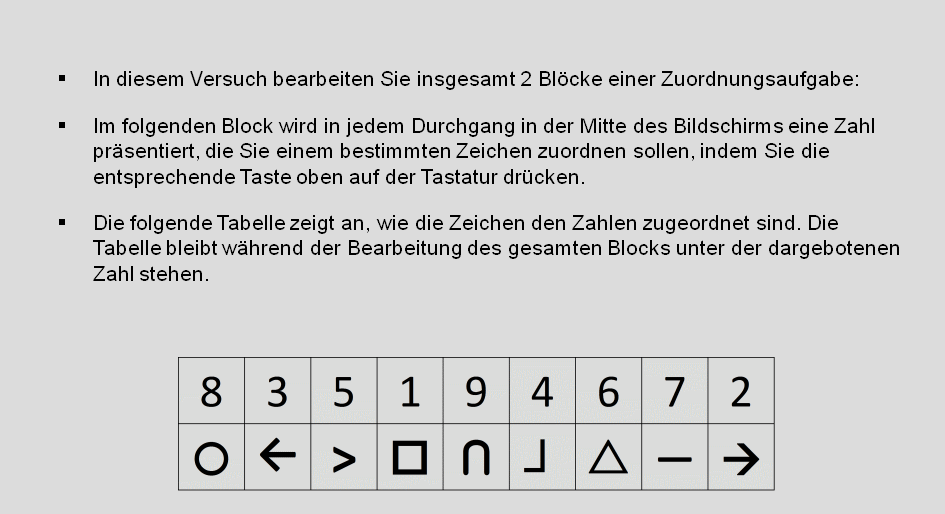 ▪ In diesem Versuch bearbeiten Sie insgesamt 2 Blöcke einer Zuordnungsaufgabe:
▪ Im folgenden Block wird in jedem Durchgang in der Mitte des Bildschirms eine Zahl
präsentiert, die Sie einem bestimmten Zeichen zuordnen sollen, indem Sie die
entsprechende Taste oben auf der Tastatur drücken.
▪ Die folgende Tabelle zeigt an, wie die Zeichen den Zahlen zugeordnet sind. Die
Tabelle bleibt während der Bearbeitung des gesamten Blocks unter der dargebotenen
Zahl stehen.
8 3 5 1 9 4 6 7 2
○ ← > □ ∩ ┘ △ — →